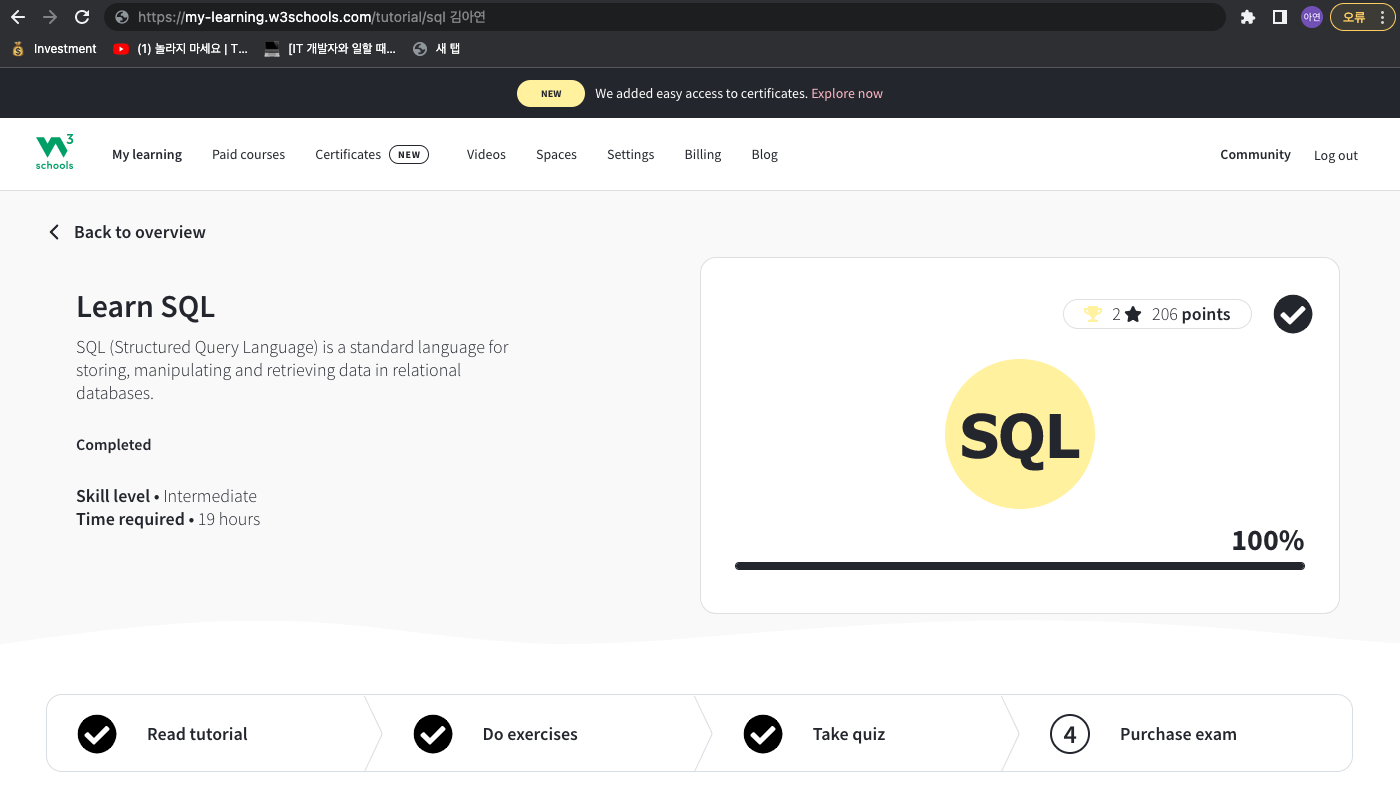 https://my-learning.w3schools.com/tutorial/sql 김아연
아연
오류
Investment
(1) 놀라지 마세요 | T...
[IT 개발자와 일할 때...
새 탭
NEW
We added easy access to certificates. Explore now
w3
schools
My learning
Paid courses
Certificates
NEW
Videos
Spaces
Settings
Billing
Blog
Community
Log out
Back to overview
Learn SQL
SQL (Structured Query Language) is a standard language for
storing, manipulating and retrieving data in relational
databases.
Completed
Skill level • Intermediate
Time required • 19 hours
2 206 points
SQL
100%
Read tutorial
Do exercises
Take quiz
4
Purchase exam